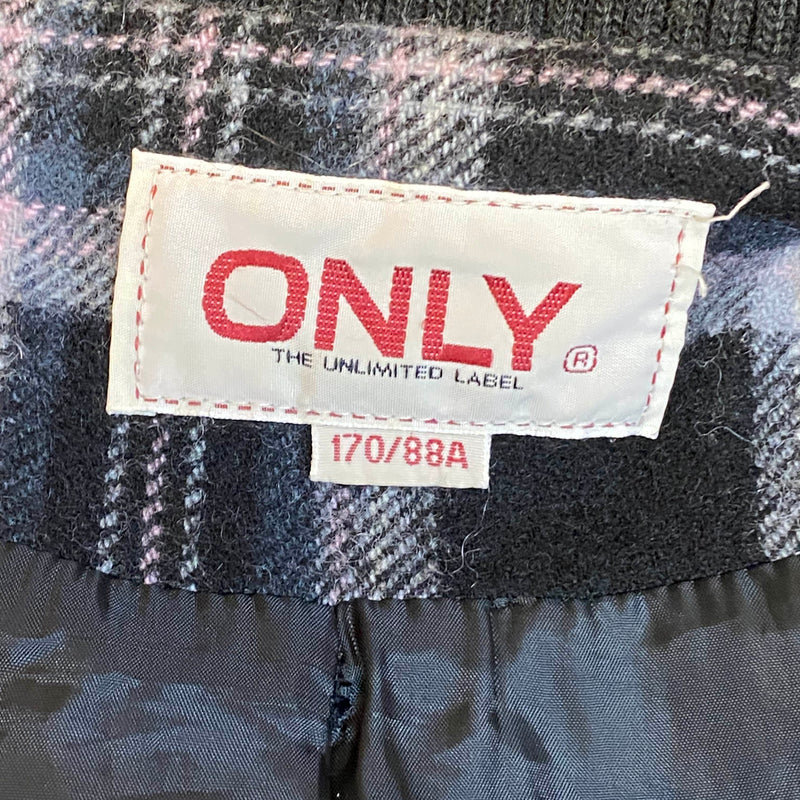 ONLY ®
THE UNLIMITED LABEL
170/88A